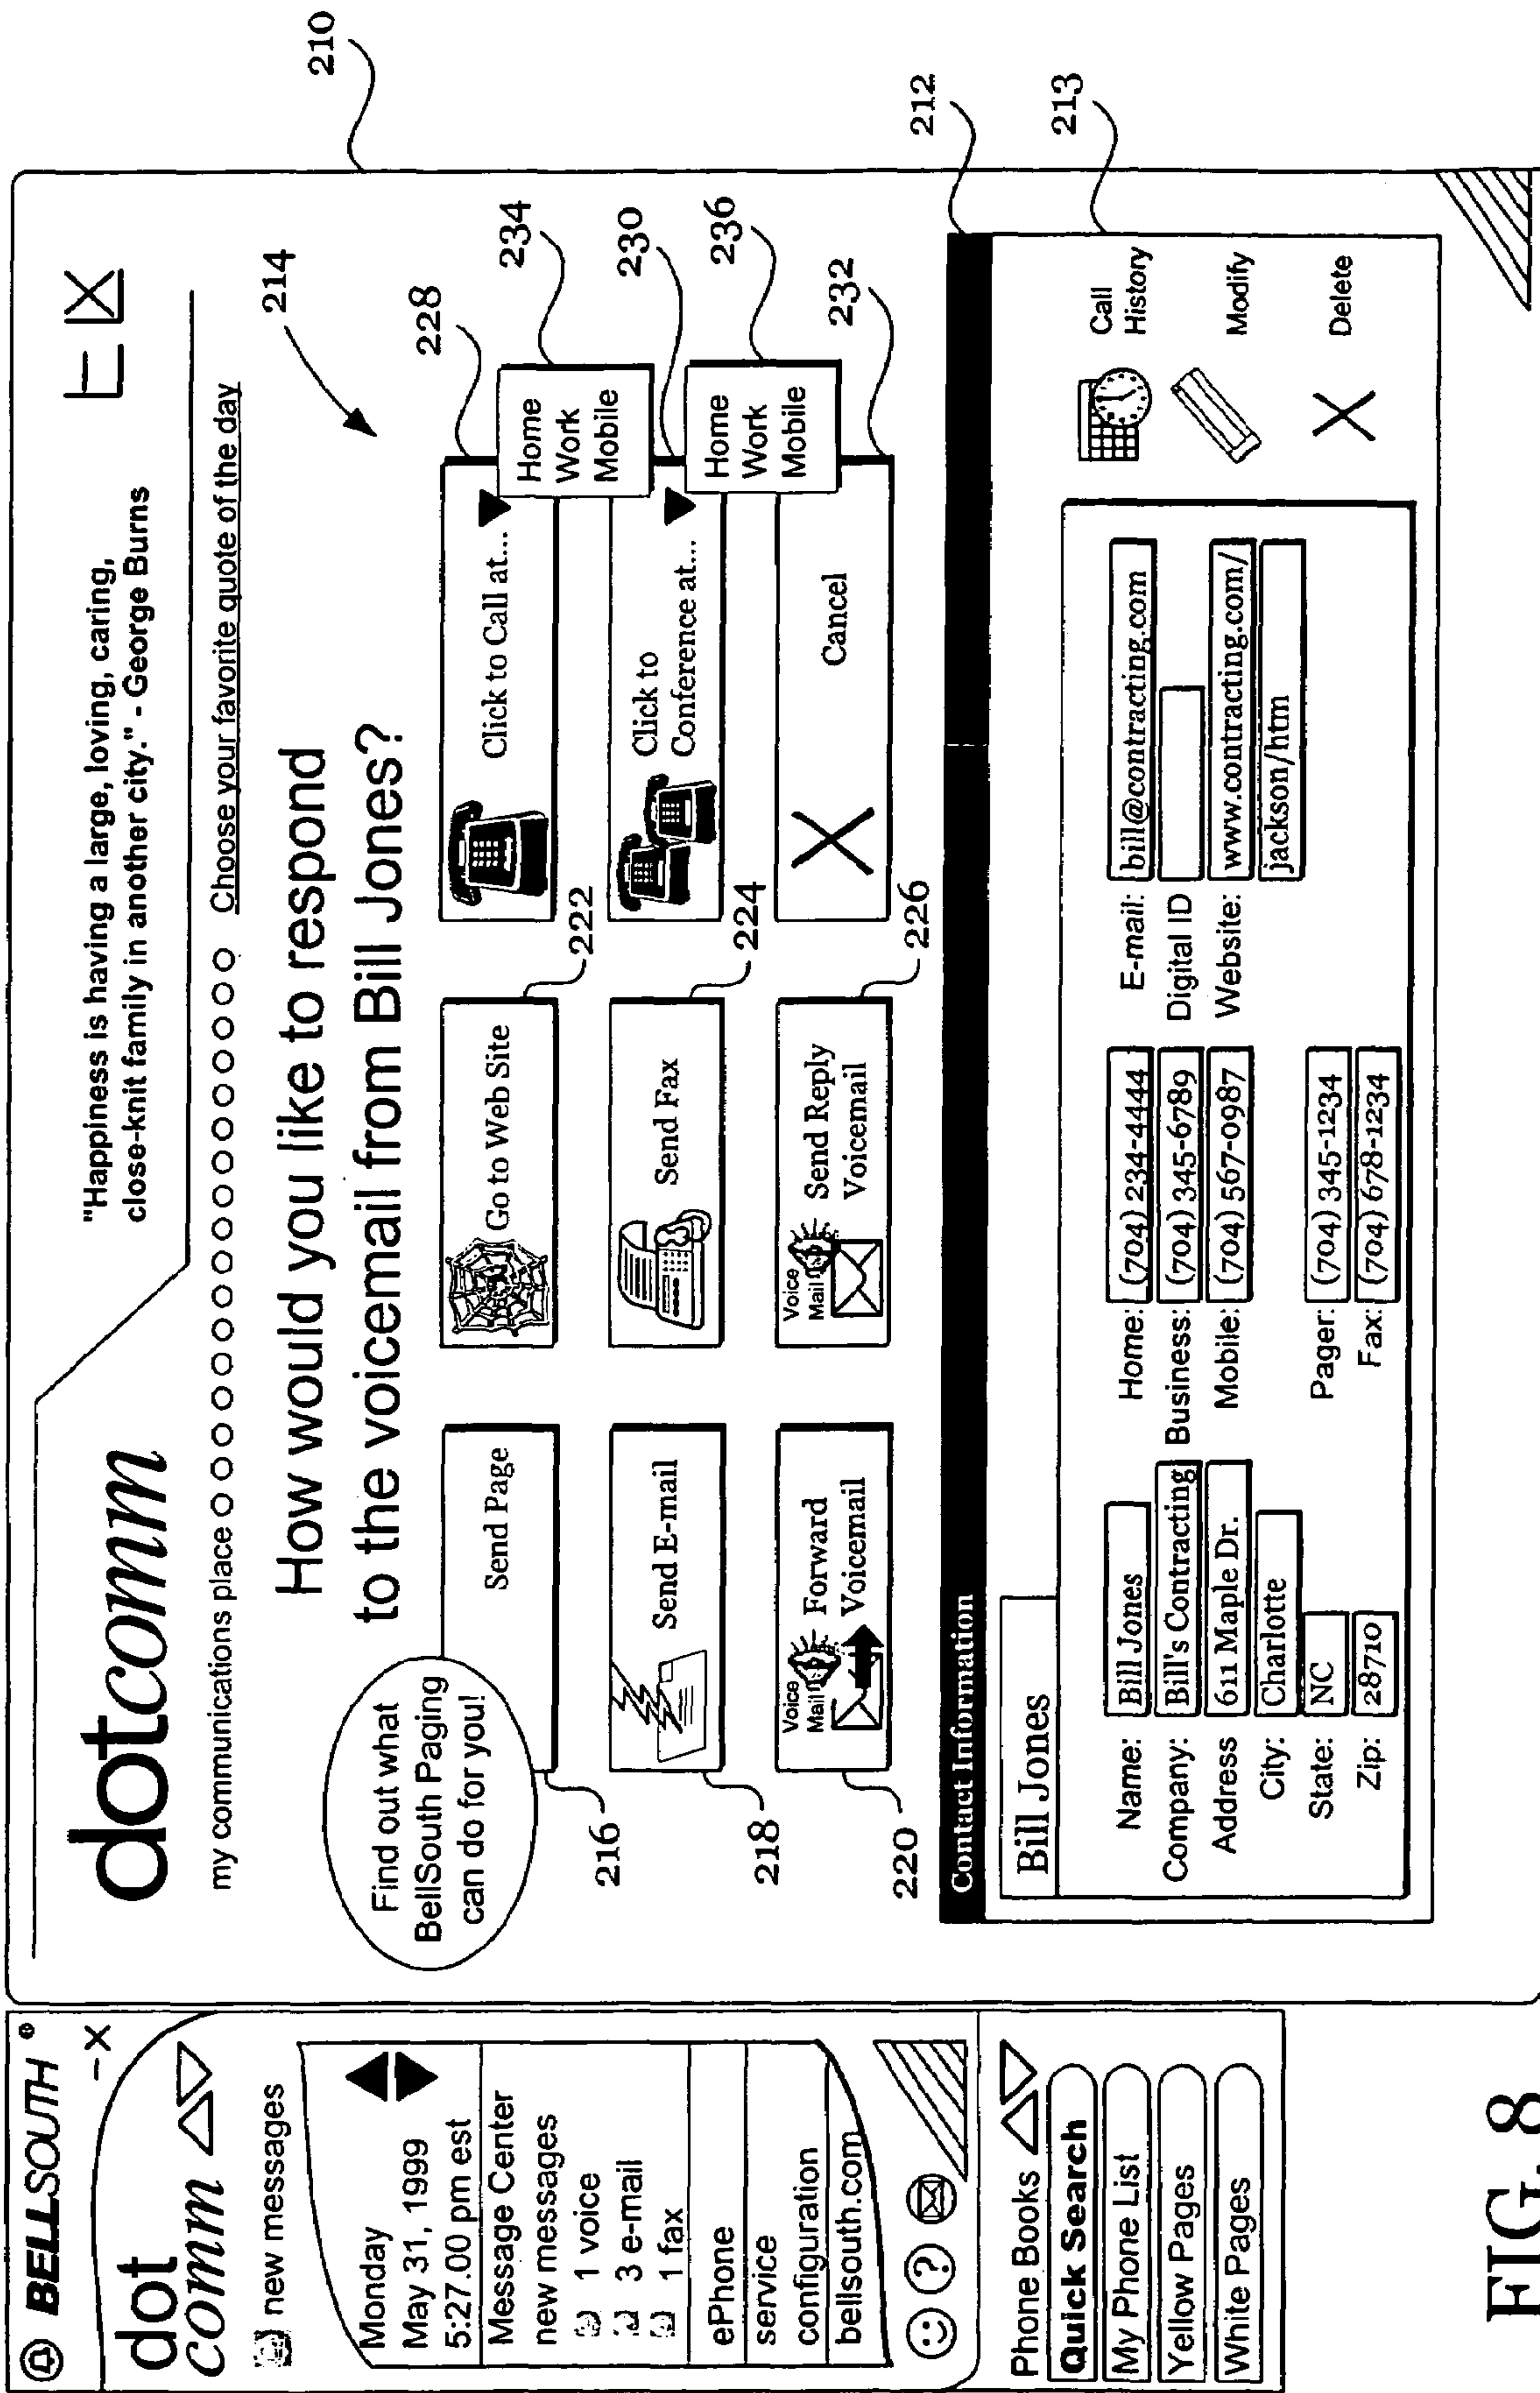 BELLSOUTH®
dot
comm
new messages
Monday
May 31, 1999
5:27.00 pm est
Message Center
new messages
1 voice
3 e-mail
1 fax
ePhone
service
configuration
bellsouth.com
Phone Books
Quick Search
My Phone List
Yellow Pages
White Pages
dotcomm
"Happiness is having a large, loving, caring,
close-knit family in another city." - George Burns
my communications place
Choose your favorite quote of the day
How would you like to respond
to the voicemail from Bill Jones?
Find out what
BellSouth Paging
can do for you!
Send Page
Go to Web Site
Click to Call at...
Home
Work
Mobile
Send E-mail
Send Fax
Click to
Conference at...
Home
Work
Mobile
Voice
Mail
Forward
Voicemail
Voice
Mail
Send Reply
Voicemail
Cancel
210
214
228
234
230
236
232
222
224
226
216
218
220
212
213
Contact Information
Bill Jones
Name: Bill Jones
Company: Bill's Contracting
Address 611 Maple Dr.
City: Charlotte
State: NC
Zip: 28710
Home: (704) 234-4444
Business: (704) 345-6789
Mobile: (704) 567-0987
Pager: (704) 345-1234
Fax: (704) 678-1234
E-mail: bill@contracting.com
Digital ID
Website: www.contracting.com/
jackson/htm
Call
History
Modify
Delete
FIG. 8